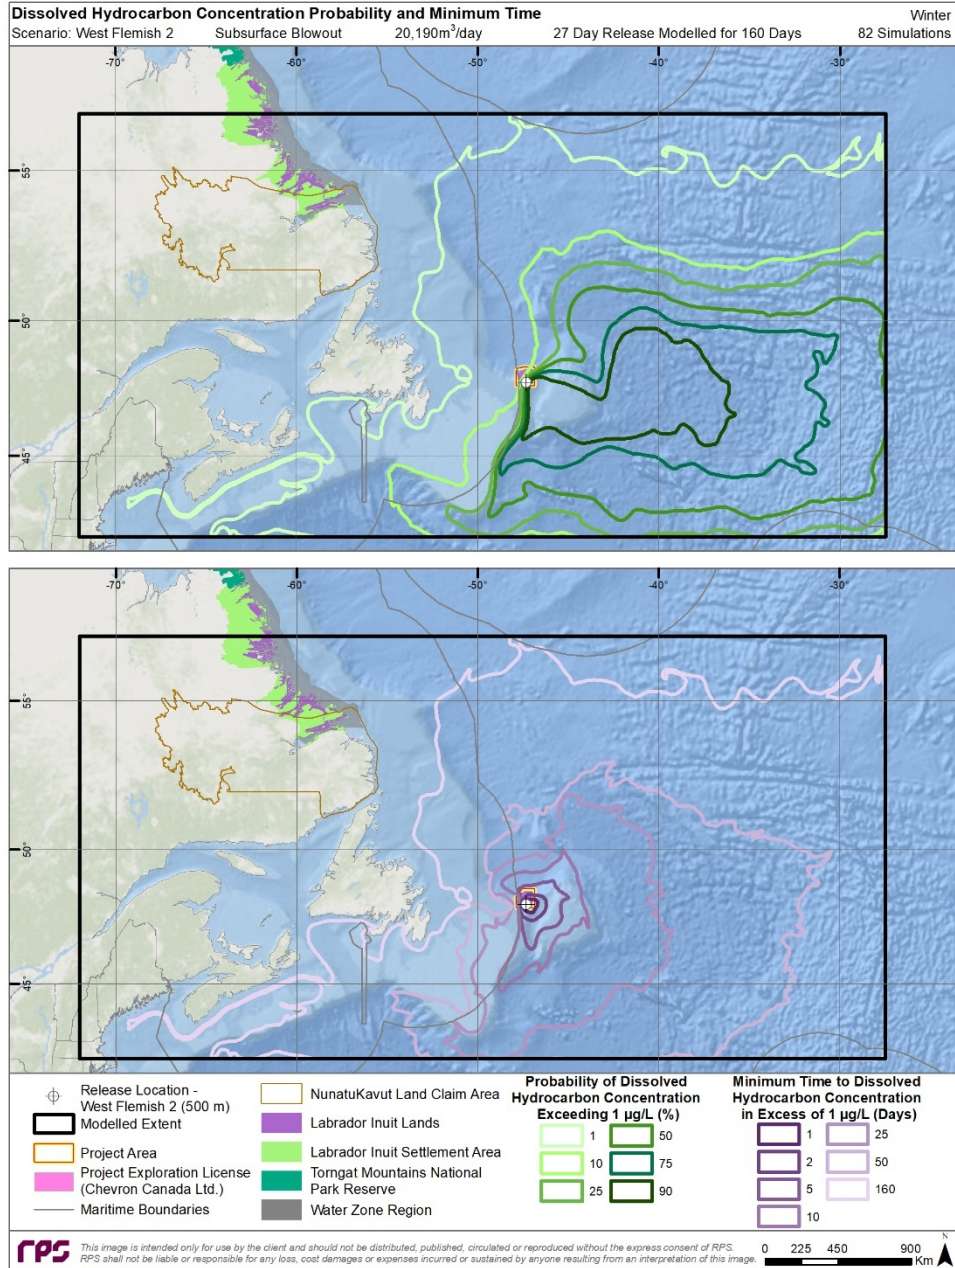 Dissolved Hydrocarbon Concentration Probability and Minimum Time
Winter
Scenario: West Flemish 2 Subsurface Blowout 20,190m³/day 27 Day Release Modelled for 160 Days 82 Simulations
-70° -60° -50° -40° -30°
55°
50°
45°
-70° -60° -50° -40° -30°
55°
50°
45°
Release Location -
West Flemish 2 (500 m)
Modelled Extent
Project Area
Project Exploration License
(Chevron Canada Ltd.)
Maritime Boundaries
NunatuKavut Land Claim Area
Labrador Inuit Lands
Labrador Inuit Settlement Area
Torngat Mountains National
Park Reserve
Water Zone Region
Probability of Dissolved
Hydrocarbon Concentration
Exceeding 1 µg/L (%)
1 50
10 75
25 90
Minimum Time to Dissolved
Hydrocarbon Concentration
in Excess of 1 µg/L (Days)
1 25
2 50
5 160
10
rps
This image is intended only for use by the client and should not be distributed, published, circulated or reproduced without the express consent of RPS.
RPS shall not be liable or responsible for any loss, cost damages or expenses incurred or sustained by anyone resulting from an interpretation of this image.
0 225 450 900
Km
N